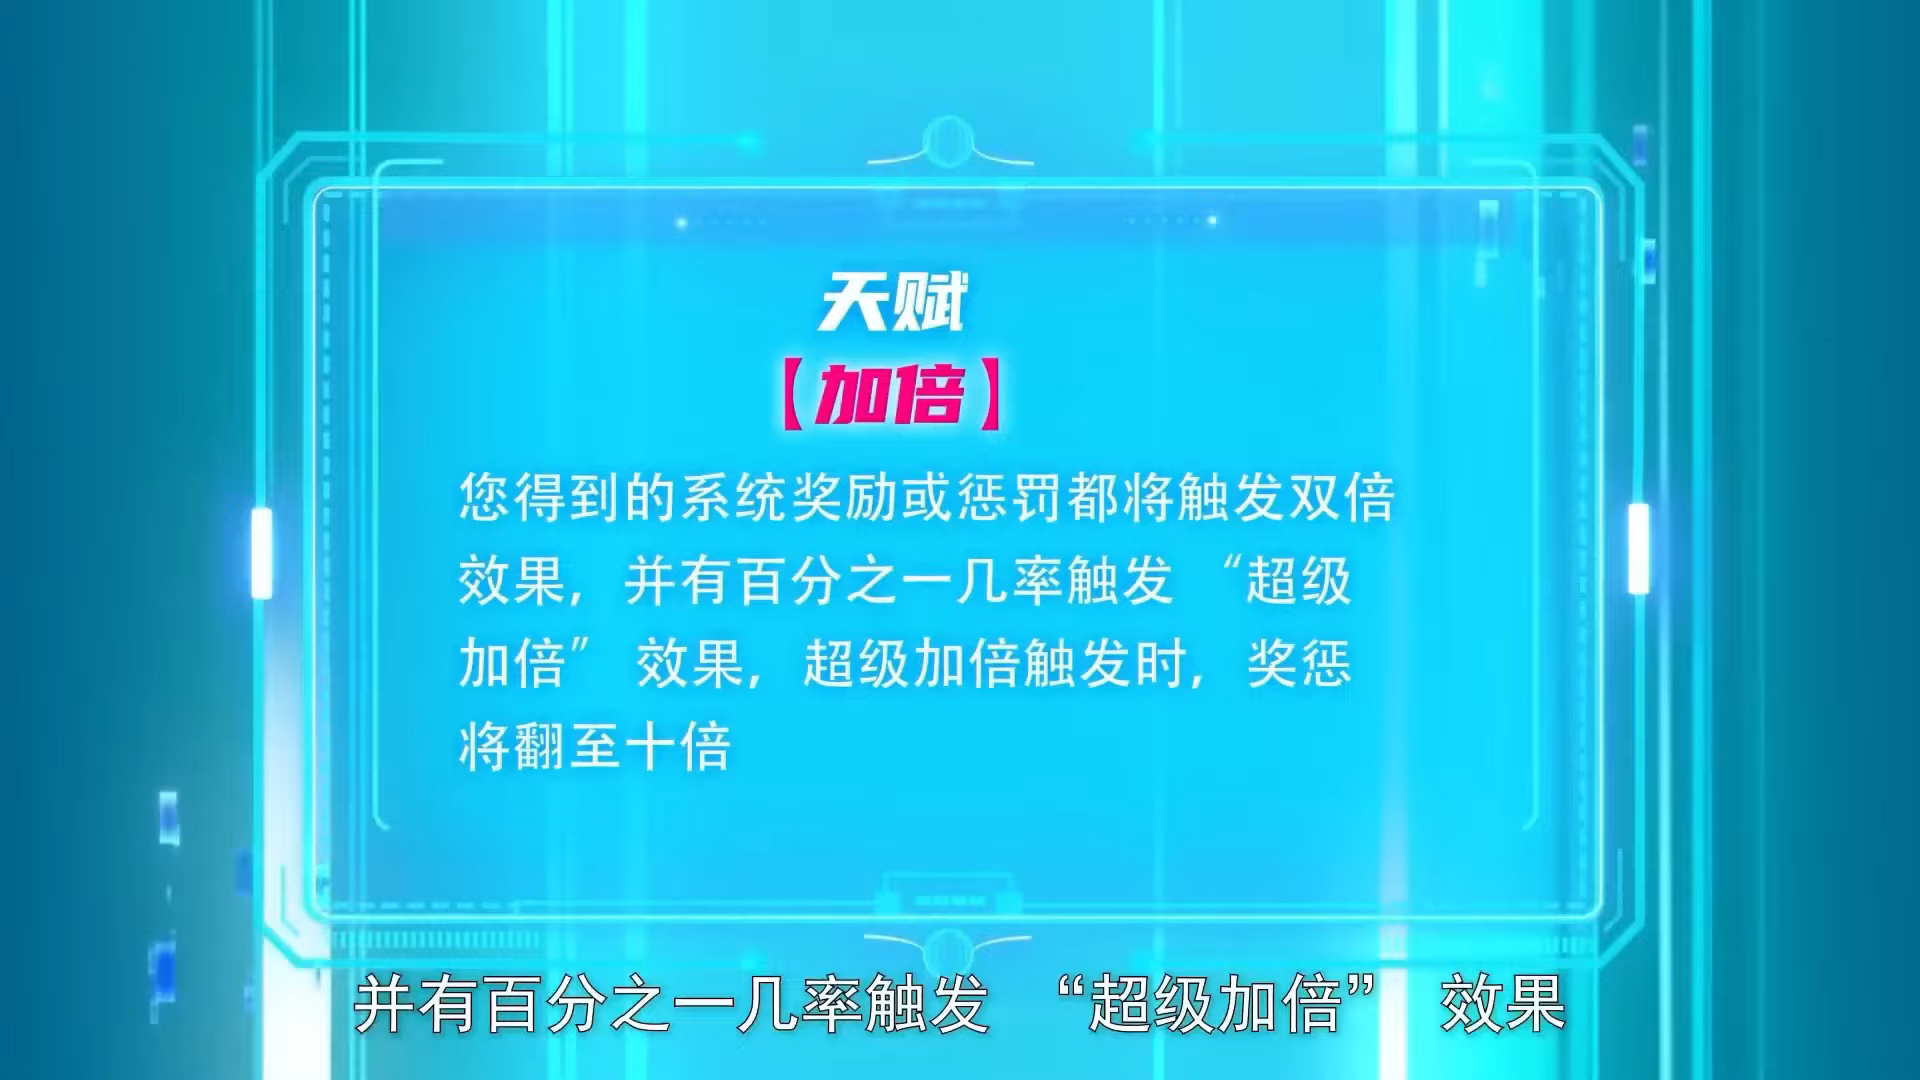 天赋
【加倍】
您得到的系统奖励或惩罚都将触发双倍
效果，并有百分之一几率触发“超级
加倍”效果，超级加倍触发时，奖惩
将翻至十倍
并有百分之一几率触发“超级加倍”效果